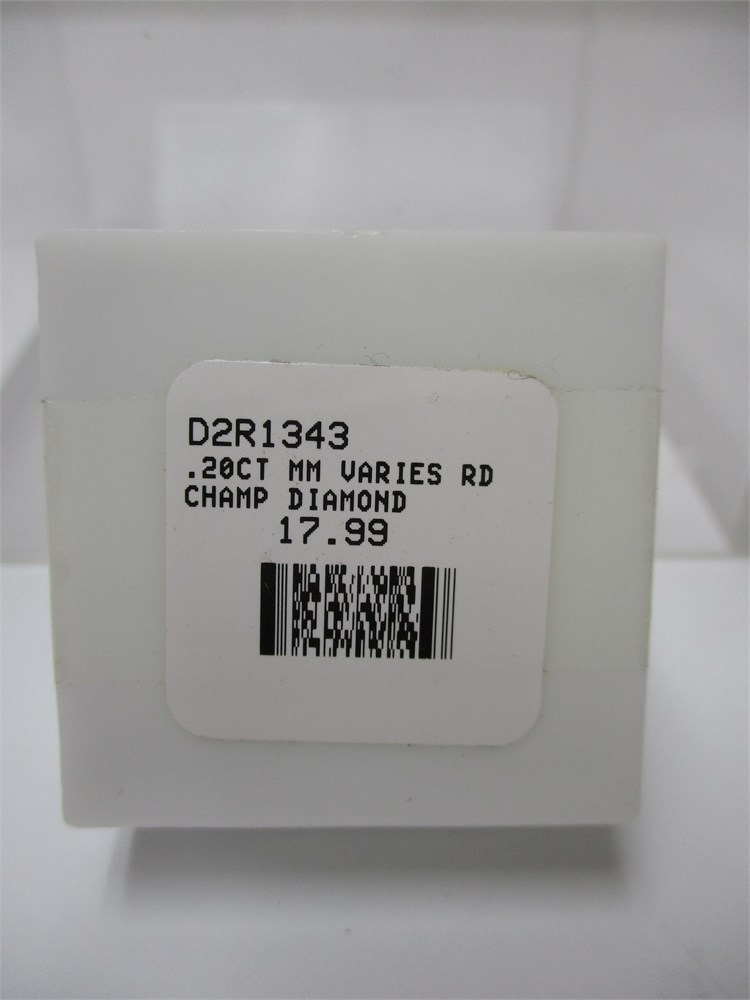 D2R1343
.20CT MM VARIES RD
CHAMP DIAMOND
17.99